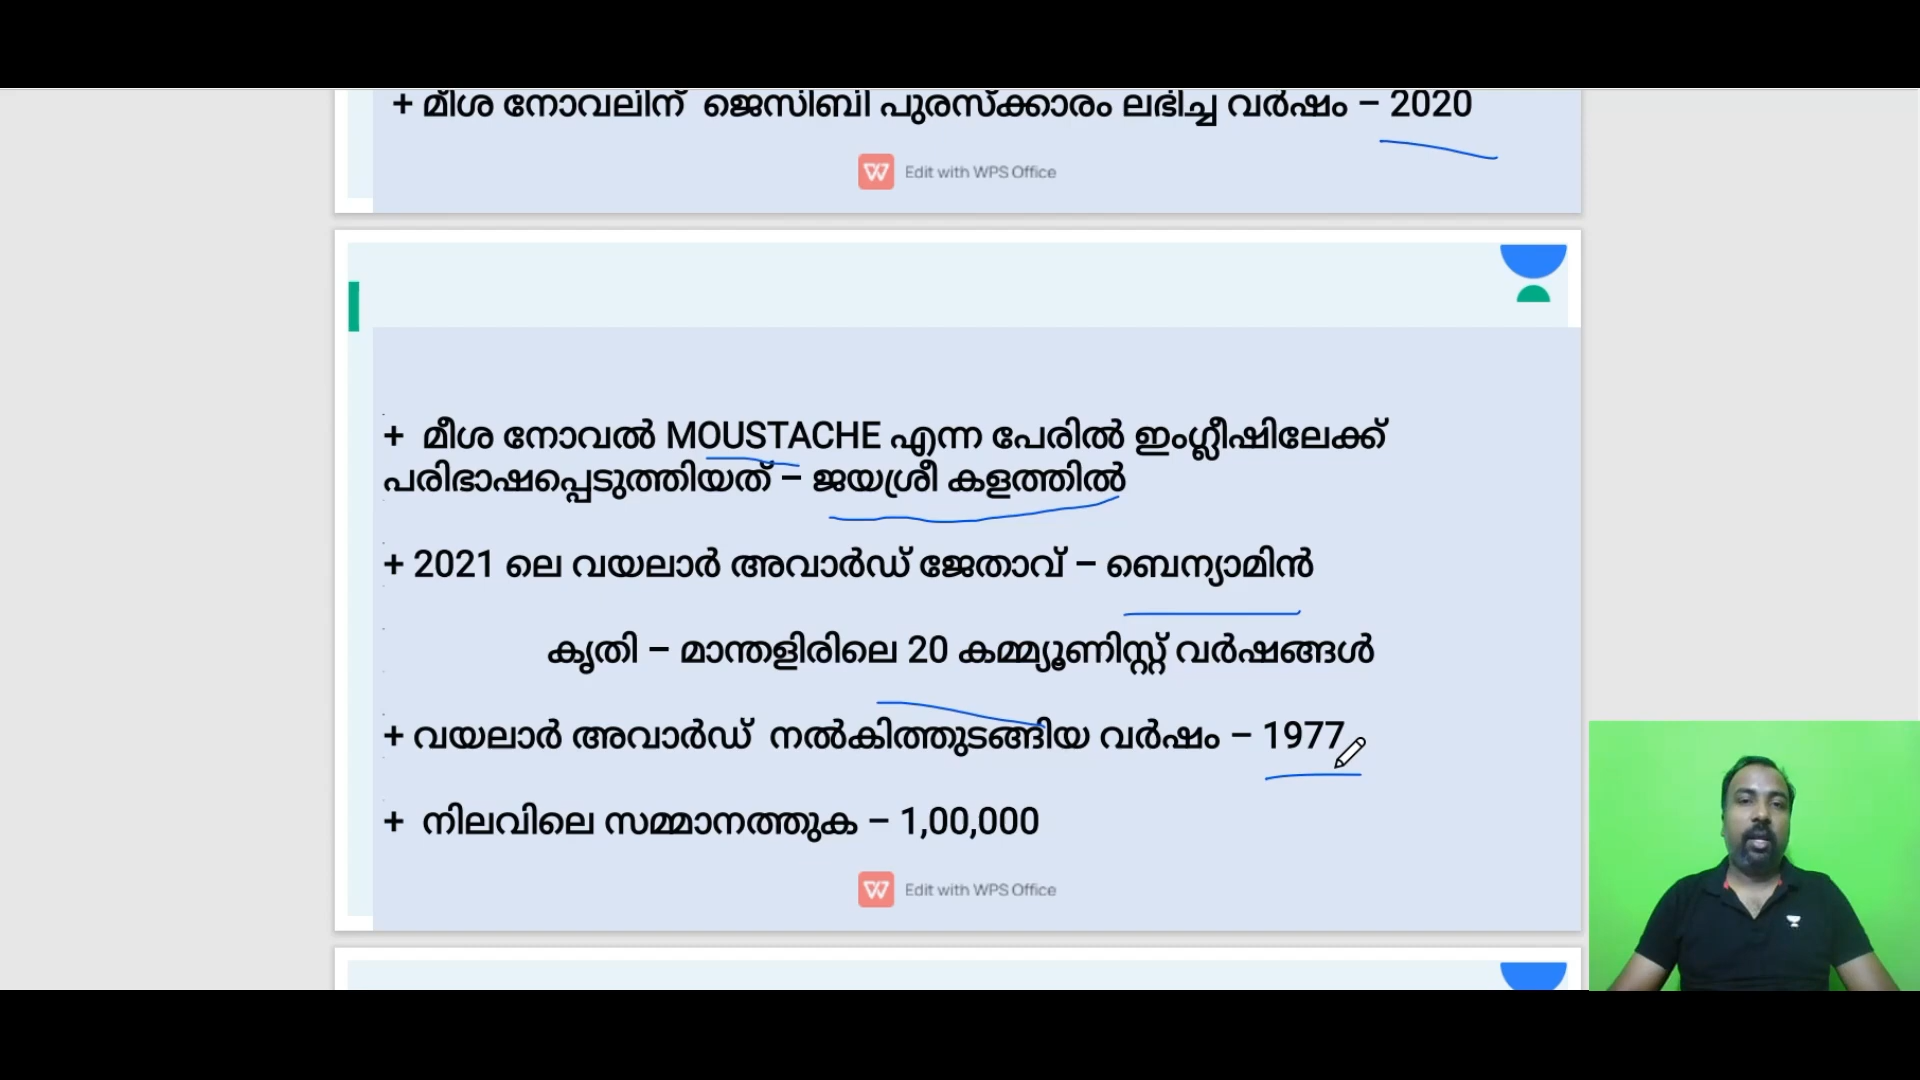 + മീശ നോവലിന് ജെസിബി പുരസ്ക്കാരം ലഭിച്ച വർഷം – 2020
Edit with WPS Office
+ മീശ നോവൽ MOUSTACHE എന്ന പേരിൽ ഇംഗ്ലീഷിലേക്ക്
പരിഭാഷപ്പെടുത്തിയത് – ജയശ്രീ കളത്തിൽ
+ 2021 ലെ വയലാർ അവാർഡ് ജേതാവ് – ബെന്യാമിൻ
കൃതി – മാന്തളിരിലെ 20 കമ്മ്യൂണിസ്റ്റ് വർഷങ്ങൾ
+ വയലാർ അവാർഡ് നൽകിത്തുടങ്ങിയ വർഷം – 1977
+ നിലവിലെ സമ്മാനത്തുക – 1,00,000
Edit with WPS Office